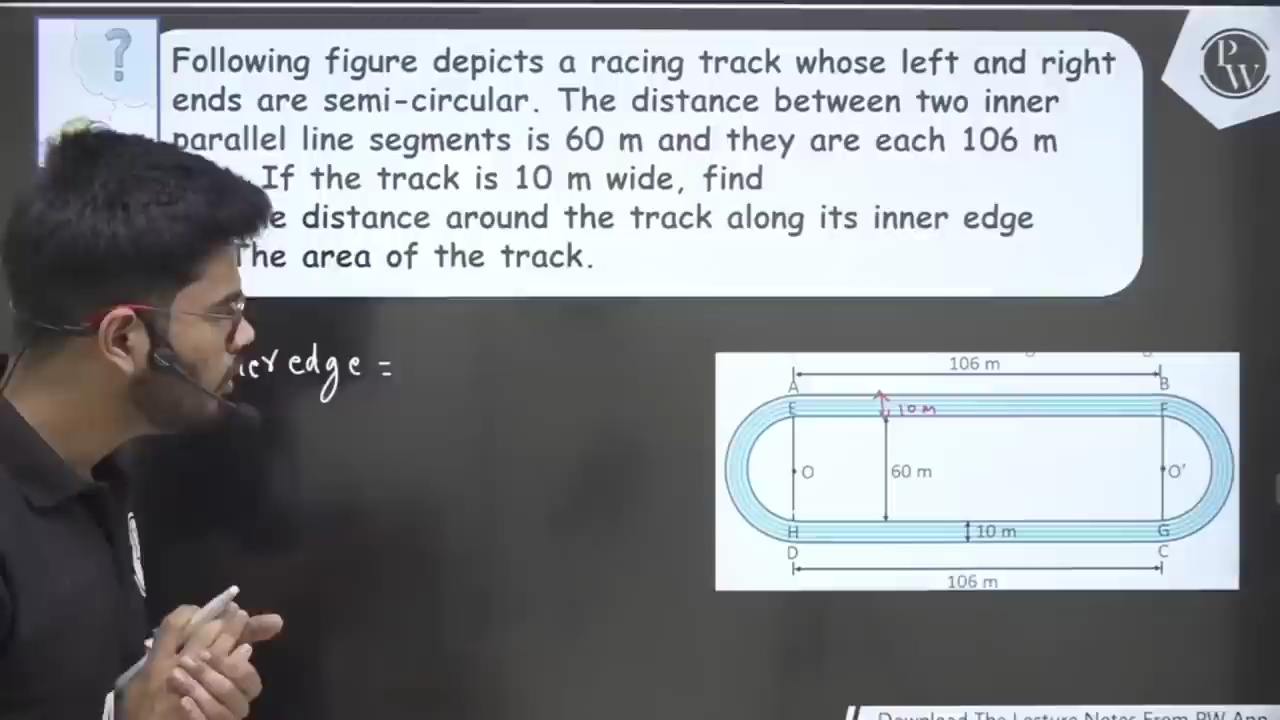 ?
PW
Following figure depicts a racing track whose left and right
ends are semi-circular. The distance between two inner
parallel line segments is 60 m and they are each 106 m
If the track is 10 m wide, find
distance around the track along its inner edge
The area of the track.
edge =
106 m
A B
E 10 m F
O 60 m O'
H 10 m G
D C
106 m